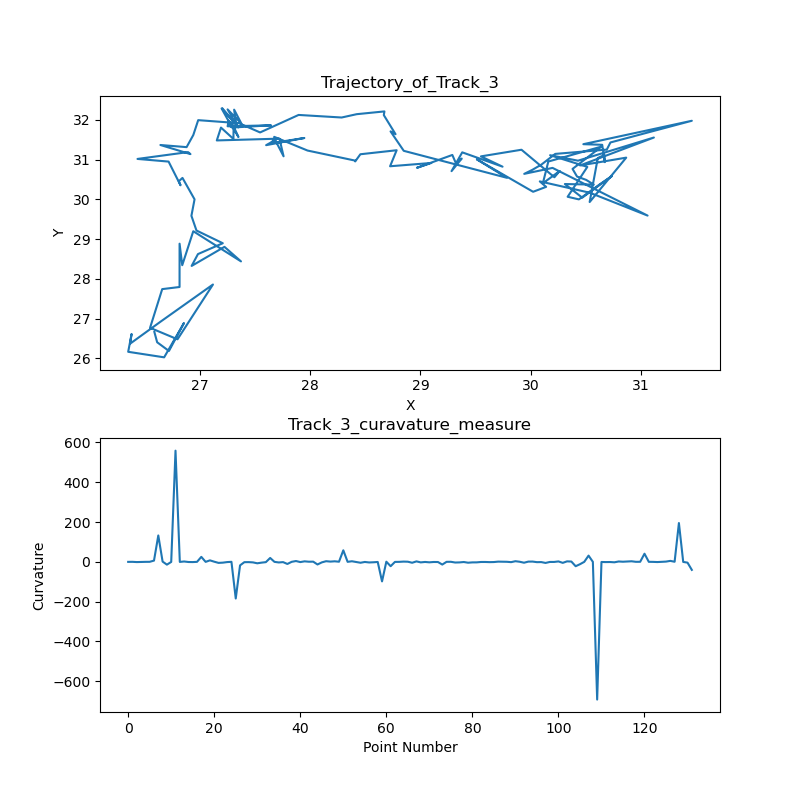 Trajectory_of_Track_3
32
31
30
29
28
27
26
Y
27 28 29 30 31
X
Track_3_curavature_measure
600
400
200
0
−200
−400
−600
Curvature
0 20 40 60 80 100 120
Point Number